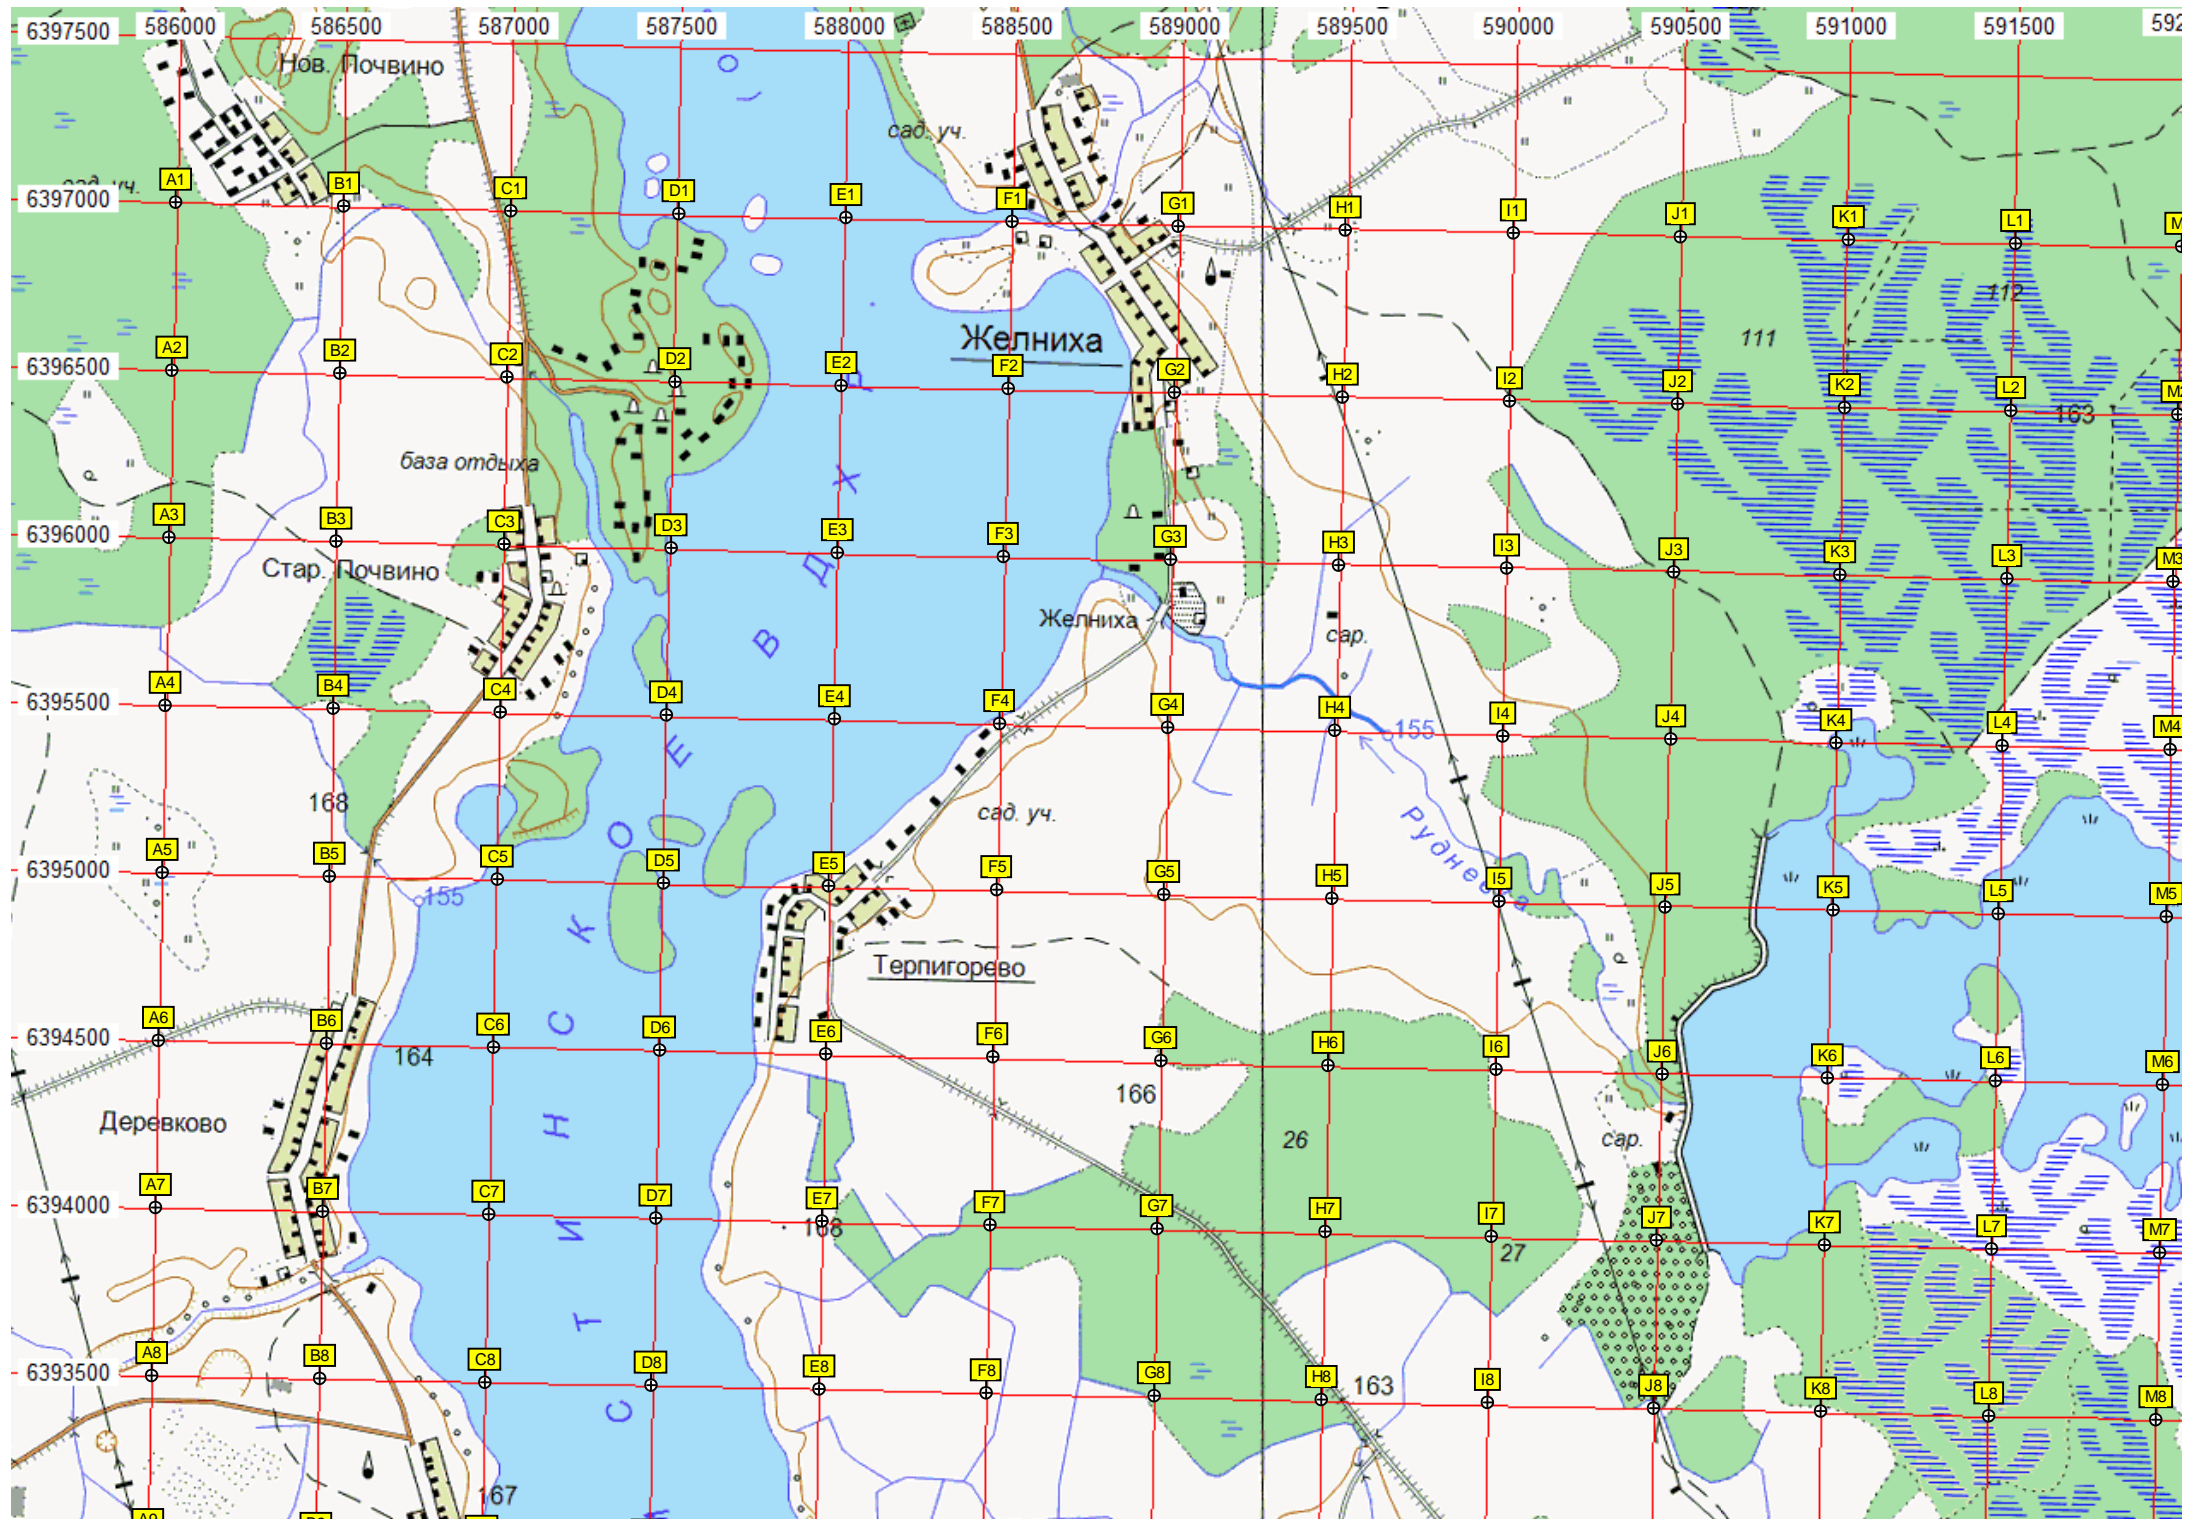 586000 586500 587000 587500 588000 588500 589000 589500 590000 590500 591000 591500 592
6397500
Нов. Почвино
сад. уч.
сад. уч.
6397000
A1 B1 C1 D1 E1 F1 G1 H1 I1 J1 K1 L1 M
112
111
Желниха
6396500
A2 B2 C2 D2 E2 F2 G2 H2 I2 J2 K2 L2 M2
163
база отдыха
6396000
A3 B3 C3 D3 E3 F3 G3 H3 I3 J3 K3 L3 M3
Стар. Почвино
Желниха
сар.
6395500
A4 B4 C4 D4 E4 F4 G4 H4 I4 J4 K4 L4 M4
155
168
сад. уч.
Руднеевка
6395000
A5 B5 C5 D5 E5 F5 G5 H5 I5 J5 K5 L5 M5
155
Терпигорево
6394500
A6 B6 C6 D6 E6 F6 G6 H6 I6 J6 K6 L6 M6
164
166
Деревково
26
сар.
6394000
A7 B7 C7 D7 E7 F7 G7 H7 I7 J7 K7 L7 M7
168
27
6393500
A8 B8 C8 D8 E8 F8 G8 H8 I8 J8 K8 L8 M8
163
167
ИСТИНСКОЕ ВДХР